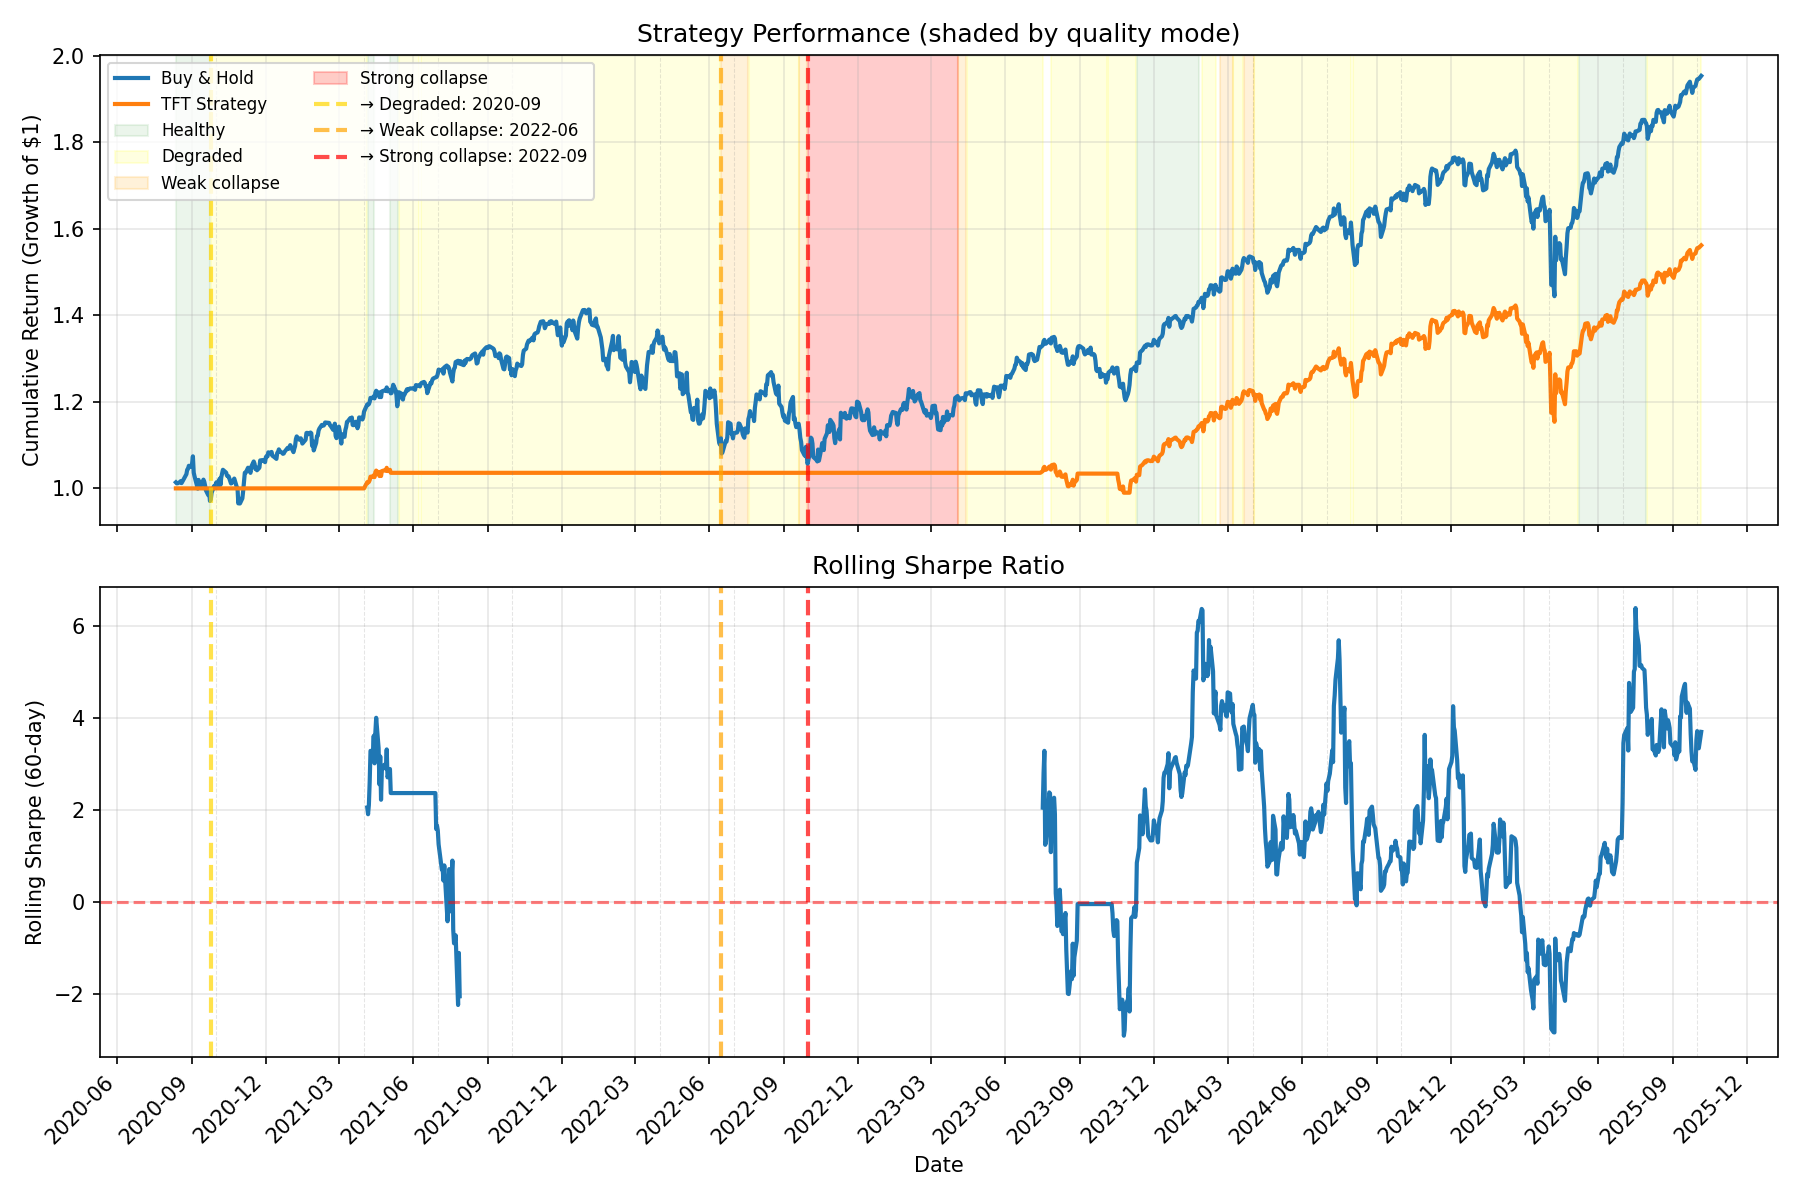 Strategy Performance (shaded by quality mode)
Cumulative Return (Growth of $1)
2.0
1.8
1.6
1.4
1.2
1.0
Buy & Hold
TFT Strategy
Healthy
Degraded
Weak collapse
Strong collapse
→ Degraded: 2020-09
→ Weak collapse: 2022-06
→ Strong collapse: 2022-09
Rolling Sharpe Ratio
Rolling Sharpe (60-day)
6
4
2
0
−2
2020-06
2020-09
2020-12
2021-03
2021-06
2021-09
2021-12
2022-03
2022-06
2022-09
2022-12
2023-03
2023-06
2023-09
2023-12
2024-03
2024-06
2024-09
2024-12
2025-03
2025-06
2025-09
2025-12
Date